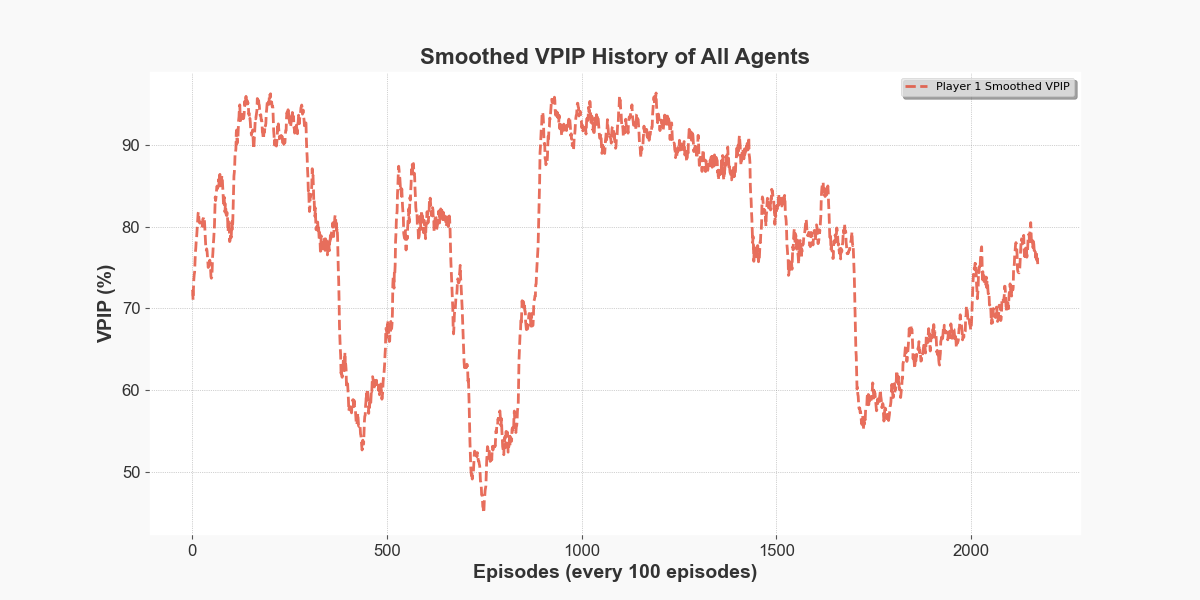 Smoothed VPIP History of All Agents
Player 1 Smoothed VPIP
VPIP (%)
90
80
70
60
50
0 500 1000 1500 2000
Episodes (every 100 episodes)